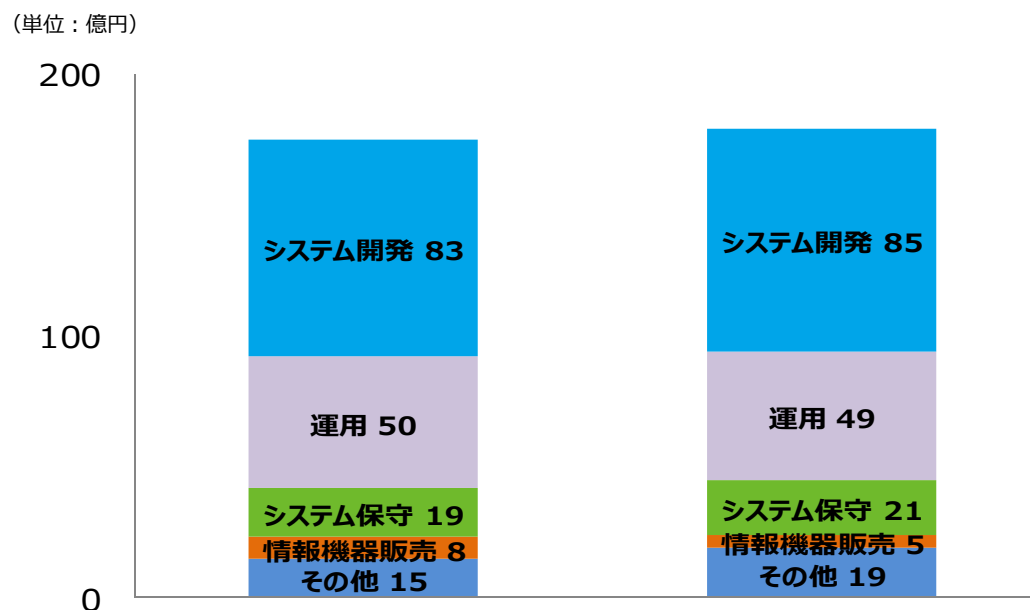 （単位：億円）
200
システム開発 83
システム開発 85
100
運用 50
運用 49
システム保守 19
システム保守 21
情報機器販売 8
情報機器販売 5
その他 15
その他 19
0